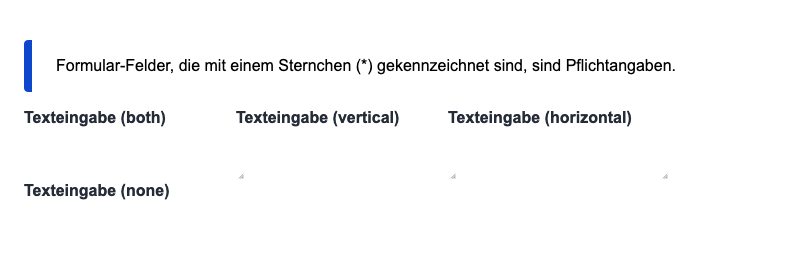 Formular-Felder, die mit einem Sternchen (*) gekennzeichnet sind, sind Pflichtangaben.
Texteingabe (both)
Texteingabe (vertical)
Texteingabe (horizontal)
Texteingabe (none)